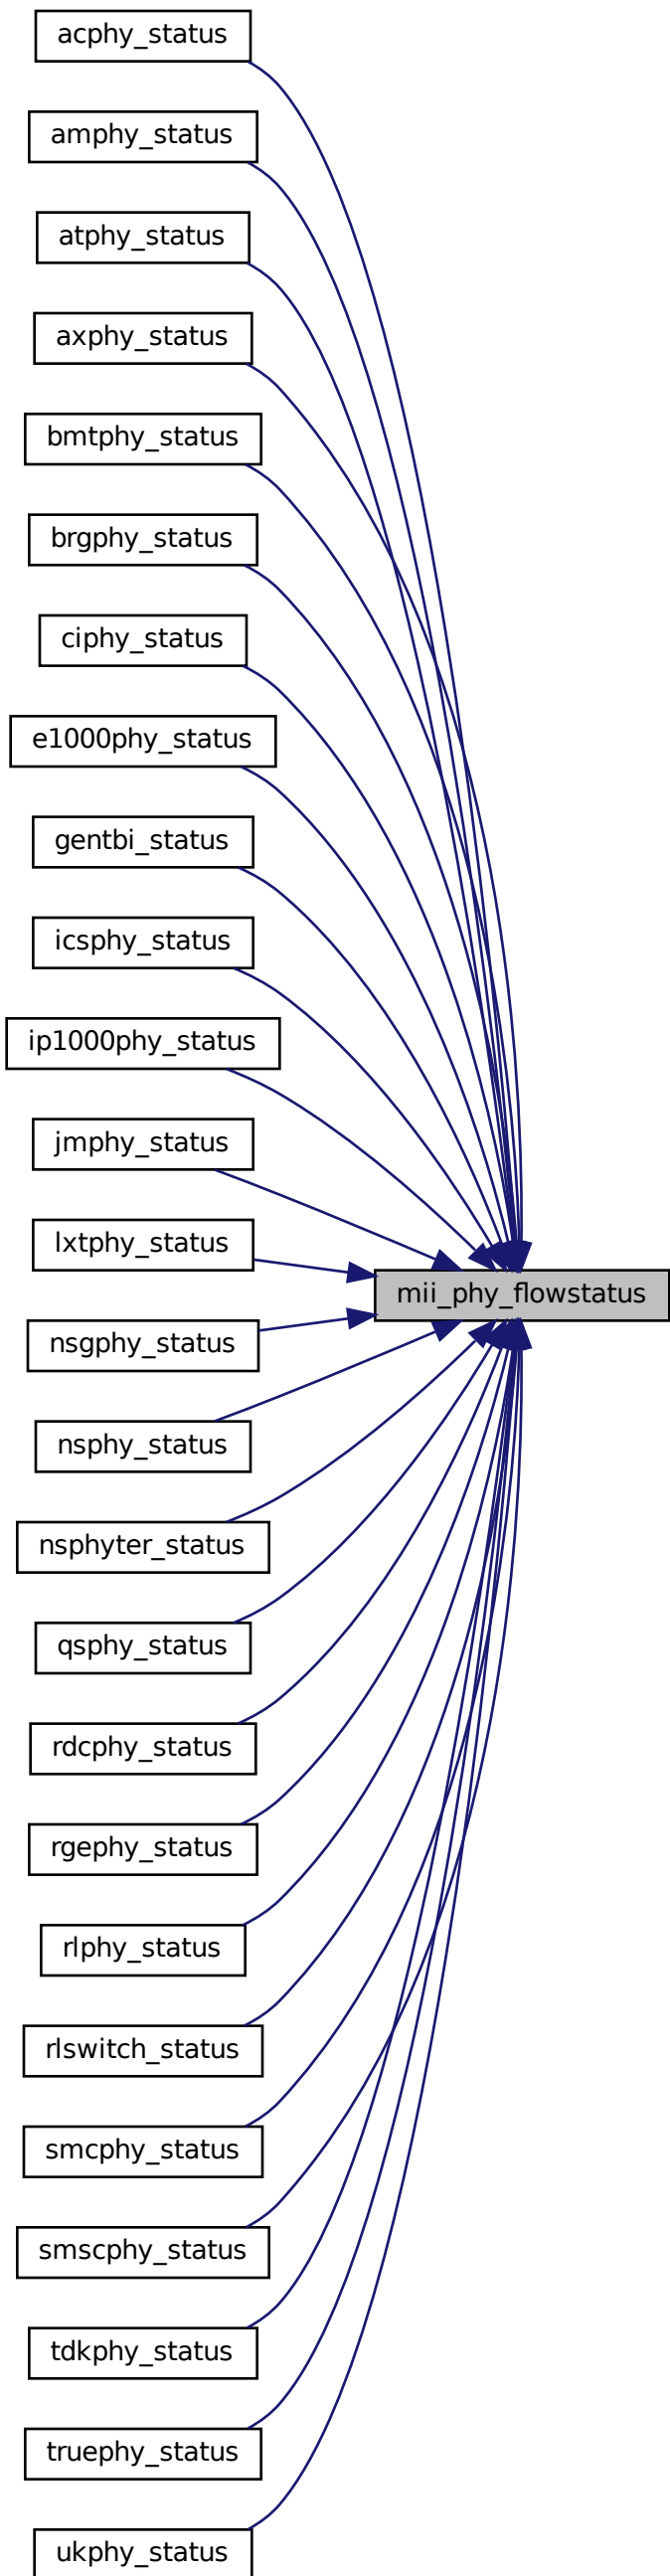 acphy_status
amphy_status
atphy_status
axphy_status
bmtphy_status
brgphy_status
ciphy_status
e1000phy_status
gentbi_status
icsphy_status
ip1000phy_status
jmphy_status
lxtphy_status
mii_phy_flowstatus
nsgphy_status
nsphy_status
nsphyter_status
qsphy_status
rdcphy_status
rgephy_status
rlphy_status
rlswitch_status
smcphy_status
smscphy_status
tdkphy_status
truephy_status
ukphy_status